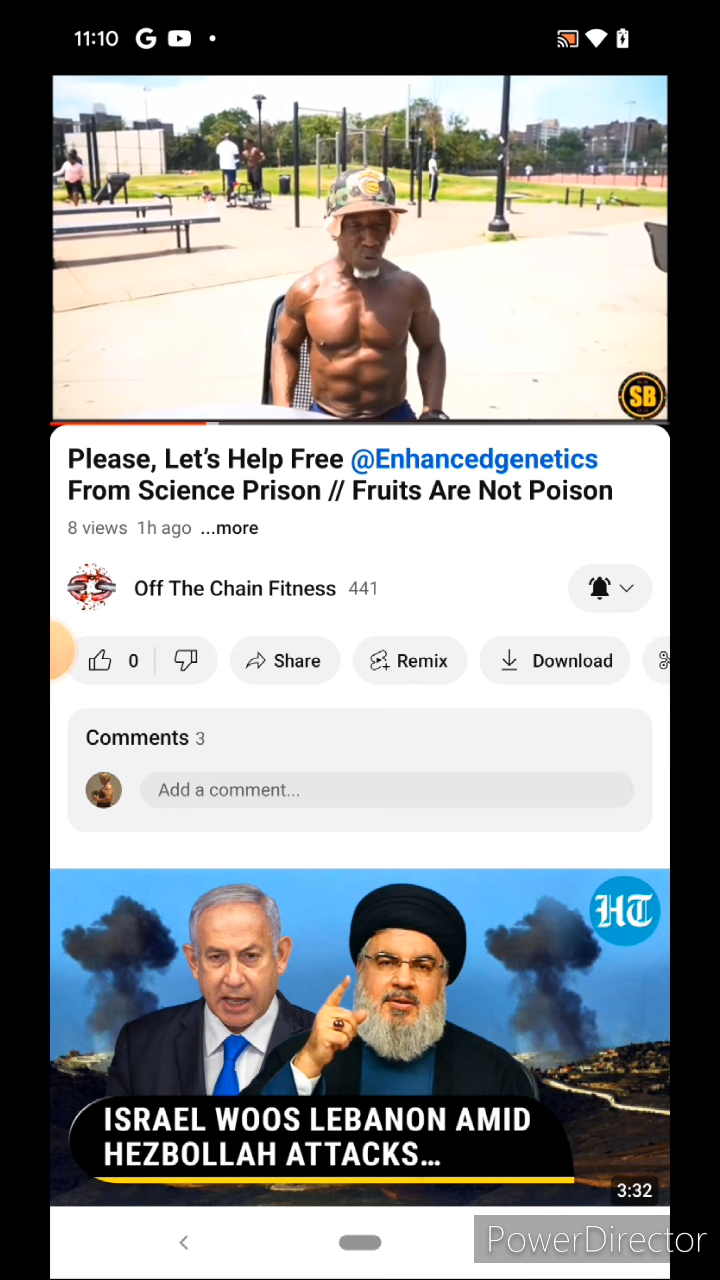 11:10
SB
Please, Let’s Help Free @Enhancedgenetics
From Science Prison // Fruits Are Not Poison
8 views 1h ago ...more
Off The Chain Fitness 441
0 Share Remix Download
Comments 3
Add a comment...
HT
ISRAEL WOOS LEBANON AMID
HEZBOLLAH ATTACKS...
3:32
PowerDirector